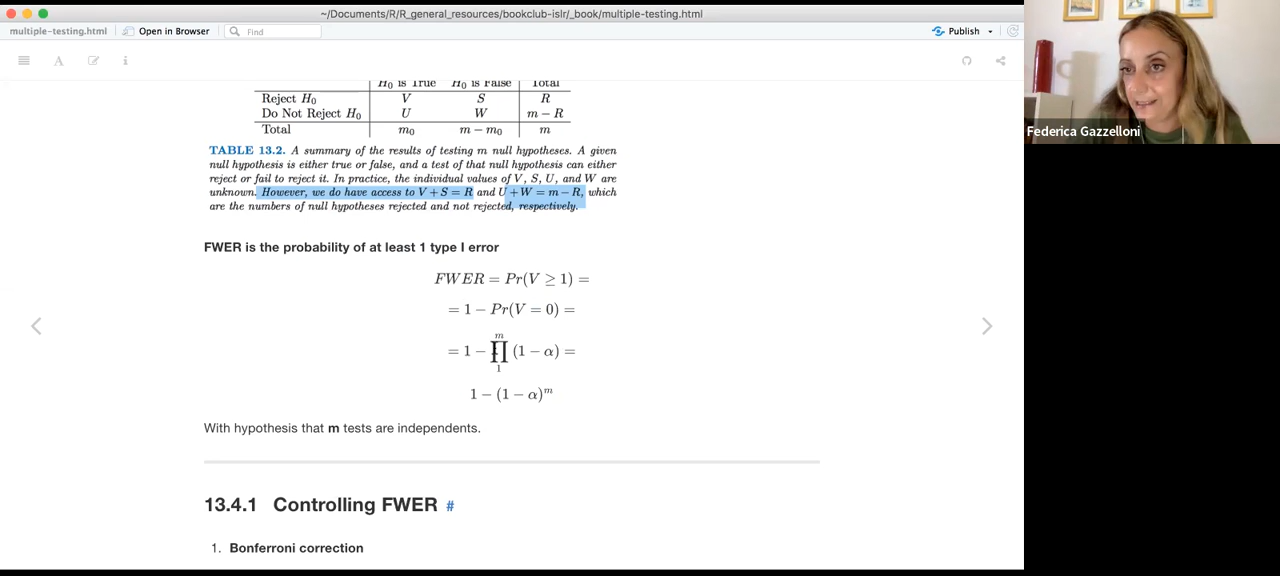 ~/Documents/R/R_general_resources/bookclub-islr/_book/multiple-testing.html
multiple-testing.html Open in Browser Find Publish
A i
H₀ is True H₀ is False Total
Reject H₀ V S R
Do Not Reject H₀ U W m − R
Total m₀ m − m₀ m
TABLE 13.2. A summary of the results of testing m null hypotheses. A given
null hypothesis is either true or false, and a test of that null hypothesis can either
reject or fail to reject it. In practice, the individual values of V, S, U, and W are
unknown. However, we do have access to V + S = R and U + W = m − R, which
are the numbers of null hypotheses rejected and not rejected, respectively.
FWER is the probability of at least 1 type I error
FWER = Pr(V ≥ 1) =
= 1 − Pr(V = 0) =
= 1 − ∏₁ᵐ (1 − α) =
1 − (1 − α)ᵐ
With hypothesis that m tests are independents.
13.4.1 Controlling FWER #
1. Bonferroni correction
Federica Gazzelloni